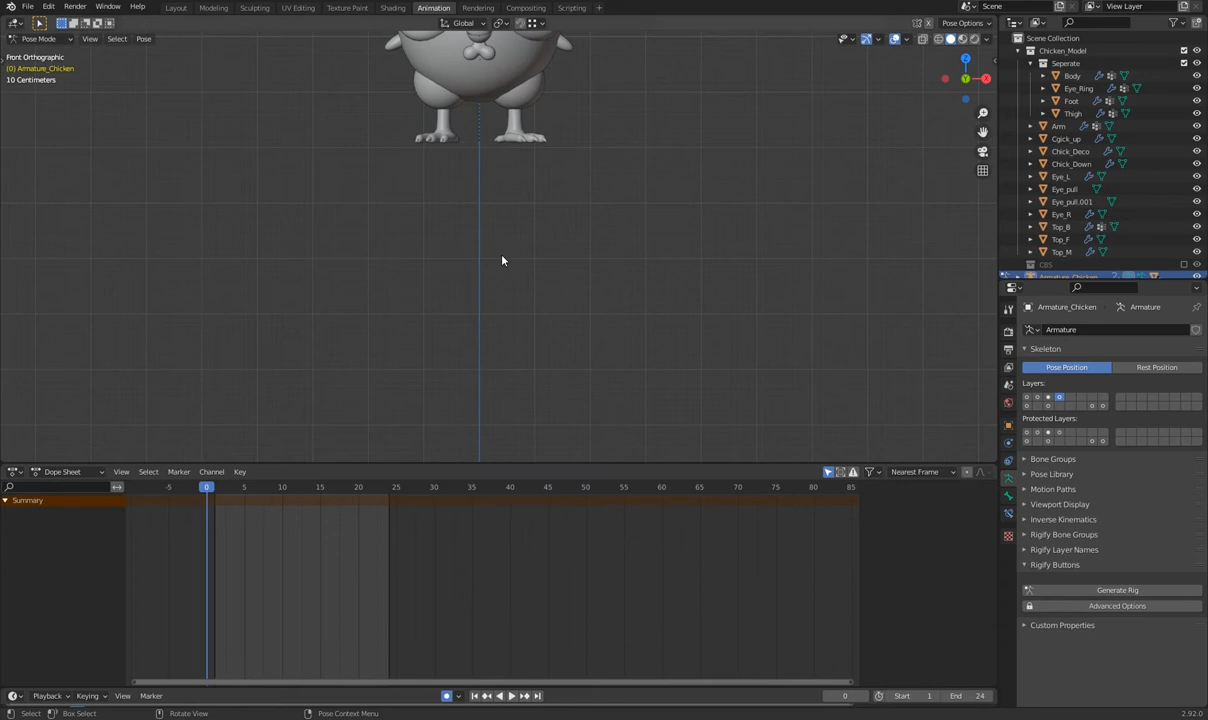 File Edit Render Window Help Layout Modeling Sculpting UV Editing Texture Paint Shading Animation Rendering Compositing Scripting + Scene View Layer
Global Pose Options
Pose Mode View Select Pose
Front Orthographic
(0) Armature_Chicken
10 Centimeters
Z
Y
X
Scene Collection
Chicken_Model
Seperate
Body
Eye_Ring
Foot
Thigh
Arm
Cgick_up
Chick_Deco
Chick_Down
Eye_L
Eye_pull
Eye_pull.001
Eye_R
Top_B
Top_F
Top_M
CBS
Armature_Chicken
Armature_Chicken Armature
Armature
Skeleton
Pose Position Rest Position
Layers:
Protected Layers:
Bone Groups
Pose Library
Motion Paths
Viewport Display
Inverse Kinematics
Rigify Bone Groups
Rigify Layer Names
Rigify Buttons
Generate Rig
Advanced Options
Custom Properties
Dope Sheet View Select Marker Channel Key Nearest Frame
-5 0 5 10 15 20 25 30 35 40 45 50 55 60 65 70 75 80 85
Summary
Playback Keying View Marker 0 Start 1 End 24
Select Box Select Rotate View Pose Context Menu 2.92.0